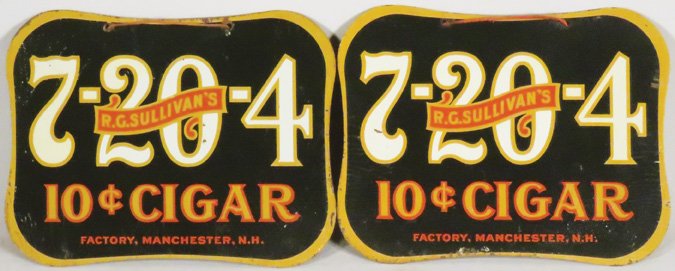 7-20-4
R.G.SULLIVAN'S
10¢ CIGAR
FACTORY, MANCHESTER, N.H.
7-20-4
R.G.SULLIVAN'S
10¢ CIGAR
FACTORY, MANCHESTER, N.H.